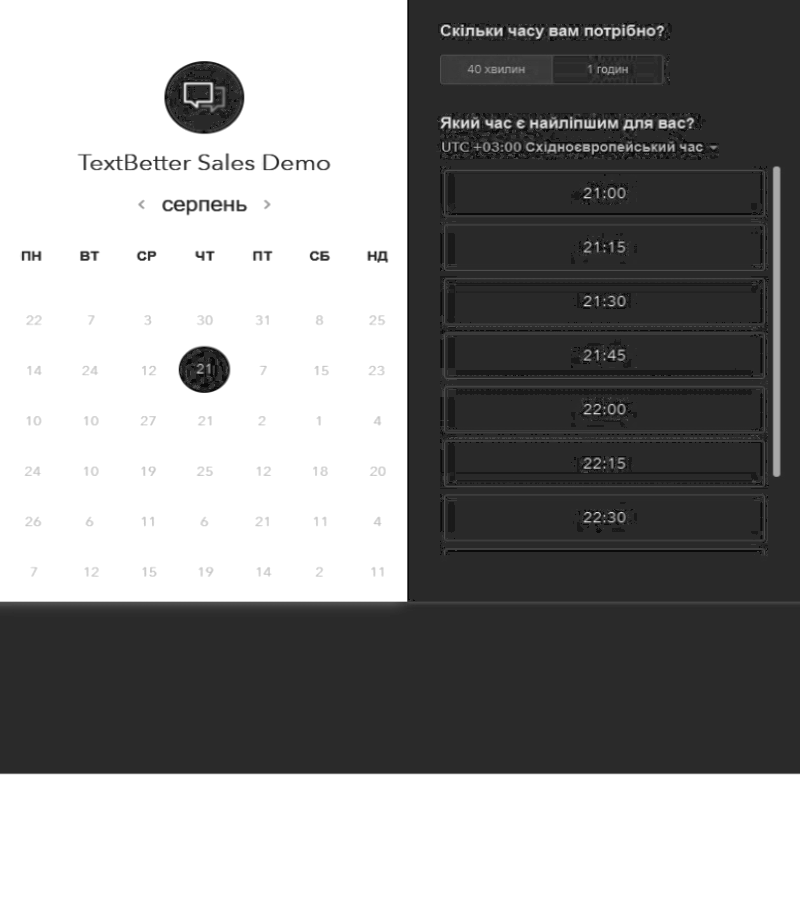 TextBetter Sales Demo
‹ серпень ›
ПН ВТ СР ЧТ ПТ СБ НД
22 7 3 30 31 8 25
14 24 12 21 7 15 23
10 10 27 21 2 1 4
24 10 19 25 12 18 20
26 6 11 6 21 11 4
7 12 15 19 14 2 11
Скільки часу вам потрібно?
40 хвилин 1 годин
Який час є найліпшим для вас?
UTC +03:00 Східноєвропейський час
21:00
21:15
21:30
21:45
22:00
22:15
22:30